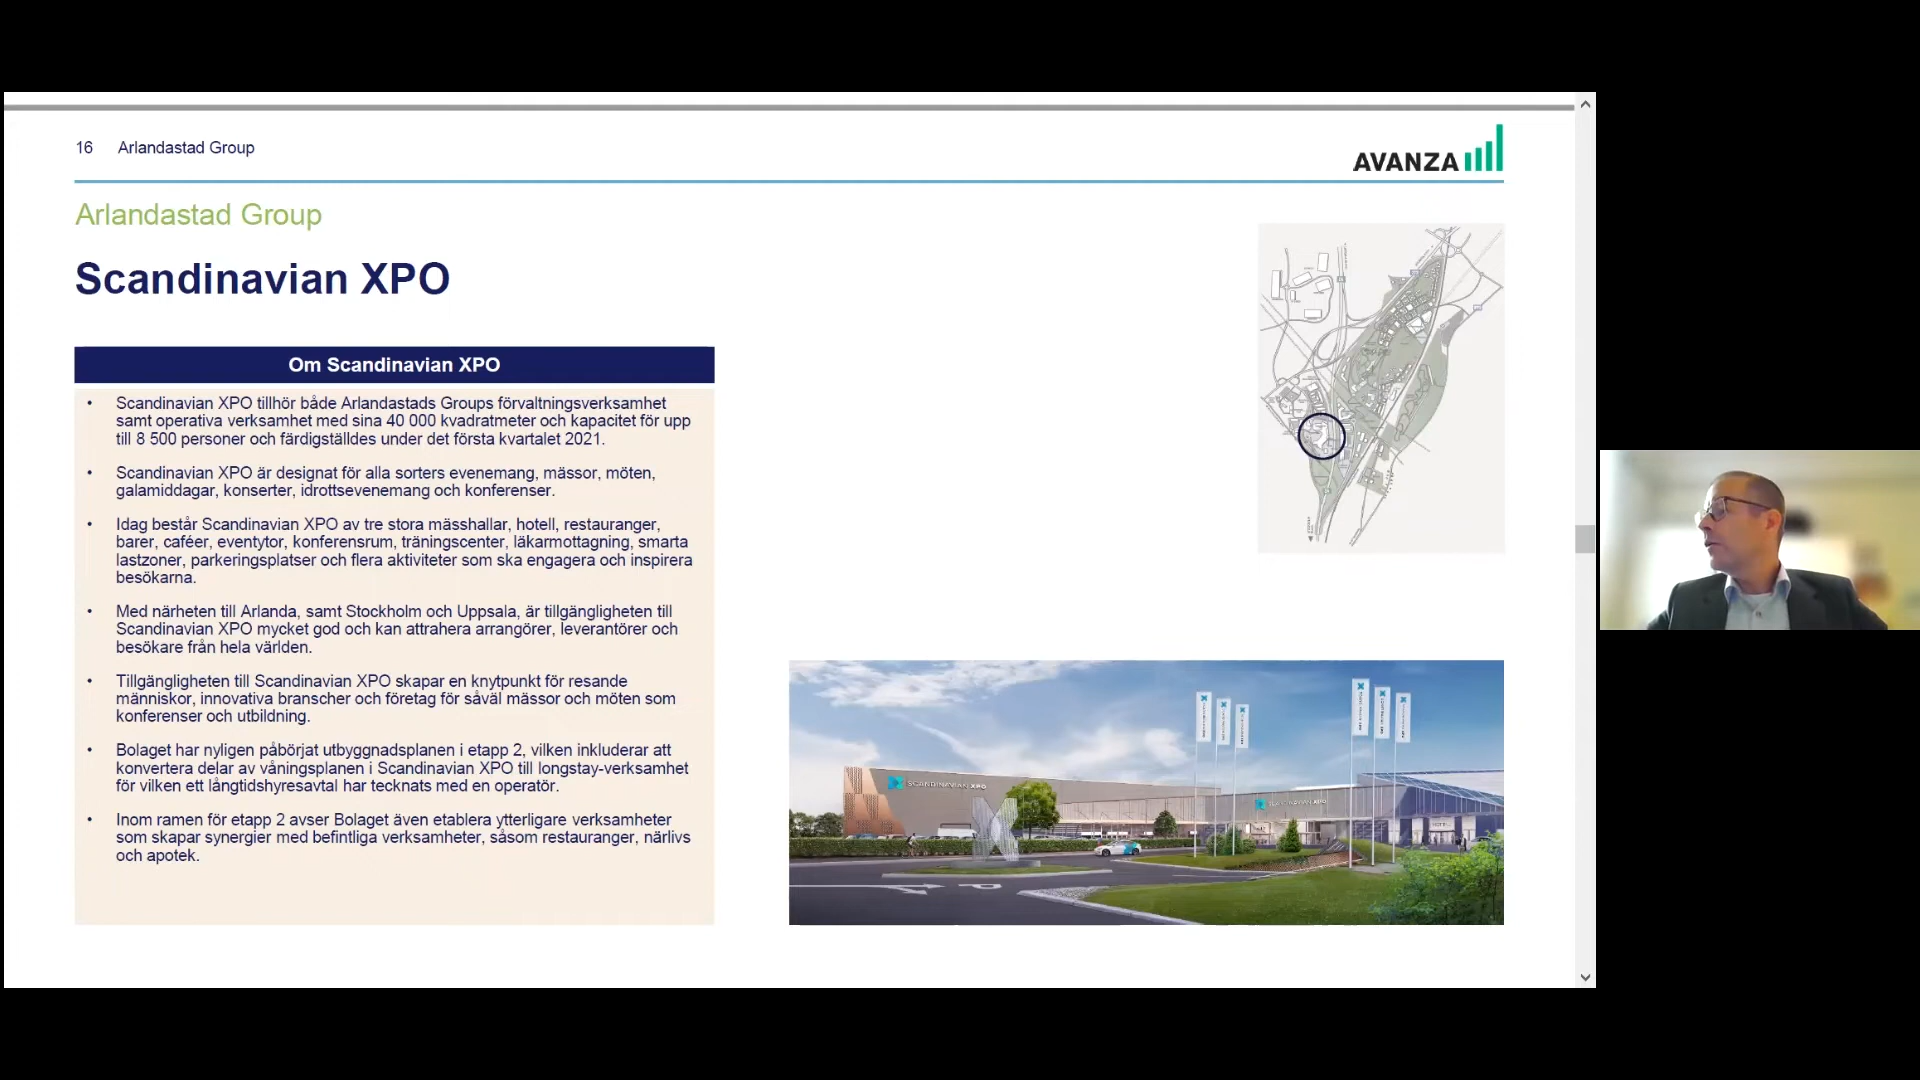 16 Arlandastad Group
AVANZA
Arlandastad Group
Scandinavian XPO
Om Scandinavian XPO
• Scandinavian XPO tillhör både Arlandastads Groups förvaltningsverksamhet
samt operativa verksamhet med sina 40 000 kvadratmeter och kapacitet för upp
till 8 500 personer och färdigställdes under det första kvartalet 2021.
• Scandinavian XPO är designat för alla sorters evenemang, mässor, möten,
galamiddagar, konserter, idrottsevenemang och konferenser.
• Idag består Scandinavian XPO av tre stora mässhallar, hotell, restauranger,
barer, caféer, eventytor, konferensrum, träningscenter, läkarmottagning, smarta
lastzoner, parkeringsplatser och flera aktiviteter som ska engagera och inspirera
besökarna.
• Med närheten till Arlanda, samt Stockholm och Uppsala, är tillgängligheten till
Scandinavian XPO mycket god och kan attrahera arrangörer, leverantörer och
besökare från hela världen.
• Tillgängligheten till Scandinavian XPO skapar en knytpunkt för resande
människor, innovativa branscher och företag för såväl mässor och möten som
konferenser och utbildning.
• Bolaget har nyligen påbörjat utbyggnadsplanen i etapp 2, vilken inkluderar att
konvertera delar av våningsplanen i Scandinavian XPO till longstay-verksamhet
för vilken ett långtidshyresavtal har tecknats med en operatör.
• Inom ramen för etapp 2 avser Bolaget även etablera ytterligare verksamheter
som skapar synergier med befintliga verksamheter, såsom restauranger, närlivs
och apotek.
SCANDINAVIAN XPO
SCANDINAVIAN XPO